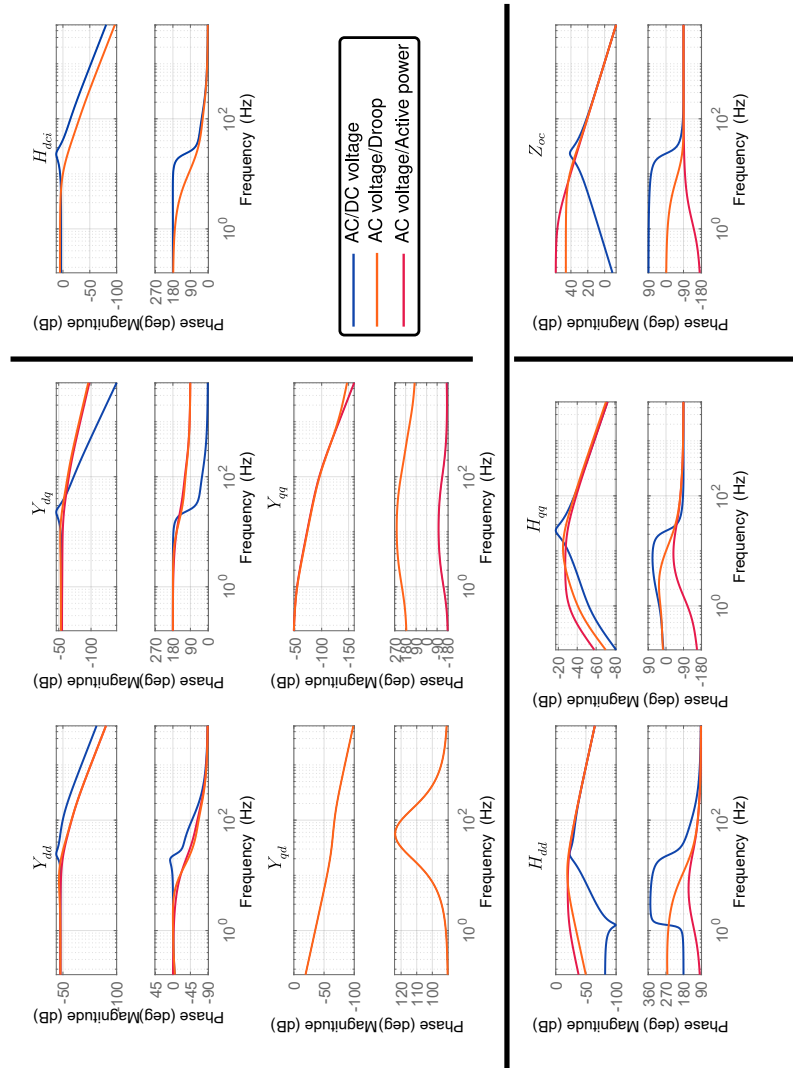 Y_dd
Magnitude (dB)
-50
-100
Phase (deg)
45
0
-45
-90
10^0
10^2
Frequency (Hz)
Y_dq
Magnitude (dB)
-50
-100
Phase (deg)
270
180
90
0
10^0
10^2
Frequency (Hz)
H_dci
Magnitude (dB)
0
-50
-100
Phase (deg)
270
180
90
0
10^0
10^2
Frequency (Hz)
Y_qd
Magnitude (dB)
0
-50
-100
Phase (deg)
120
110
100
10^0
10^2
Frequency (Hz)
Y_qq
Magnitude (dB)
-50
-100
-150
Phase (deg)
270
180
90
0
-90
-180
10^0
10^2
Frequency (Hz)
AC/DC voltage
AC voltage/Droop
AC voltage/Active power
H_dd
Magnitude (dB)
0
-50
-100
Phase (deg)
360
270
180
90
10^0
10^2
Frequency (Hz)
H_qq
Magnitude (dB)
-20
-40
-60
-80
Phase (deg)
90
0
-90
-180
10^0
10^2
Frequency (Hz)
Z_oc
Magnitude (dB)
40
20
0
Phase (deg)
90
0
-90
-180
10^0
10^2
Frequency (Hz)